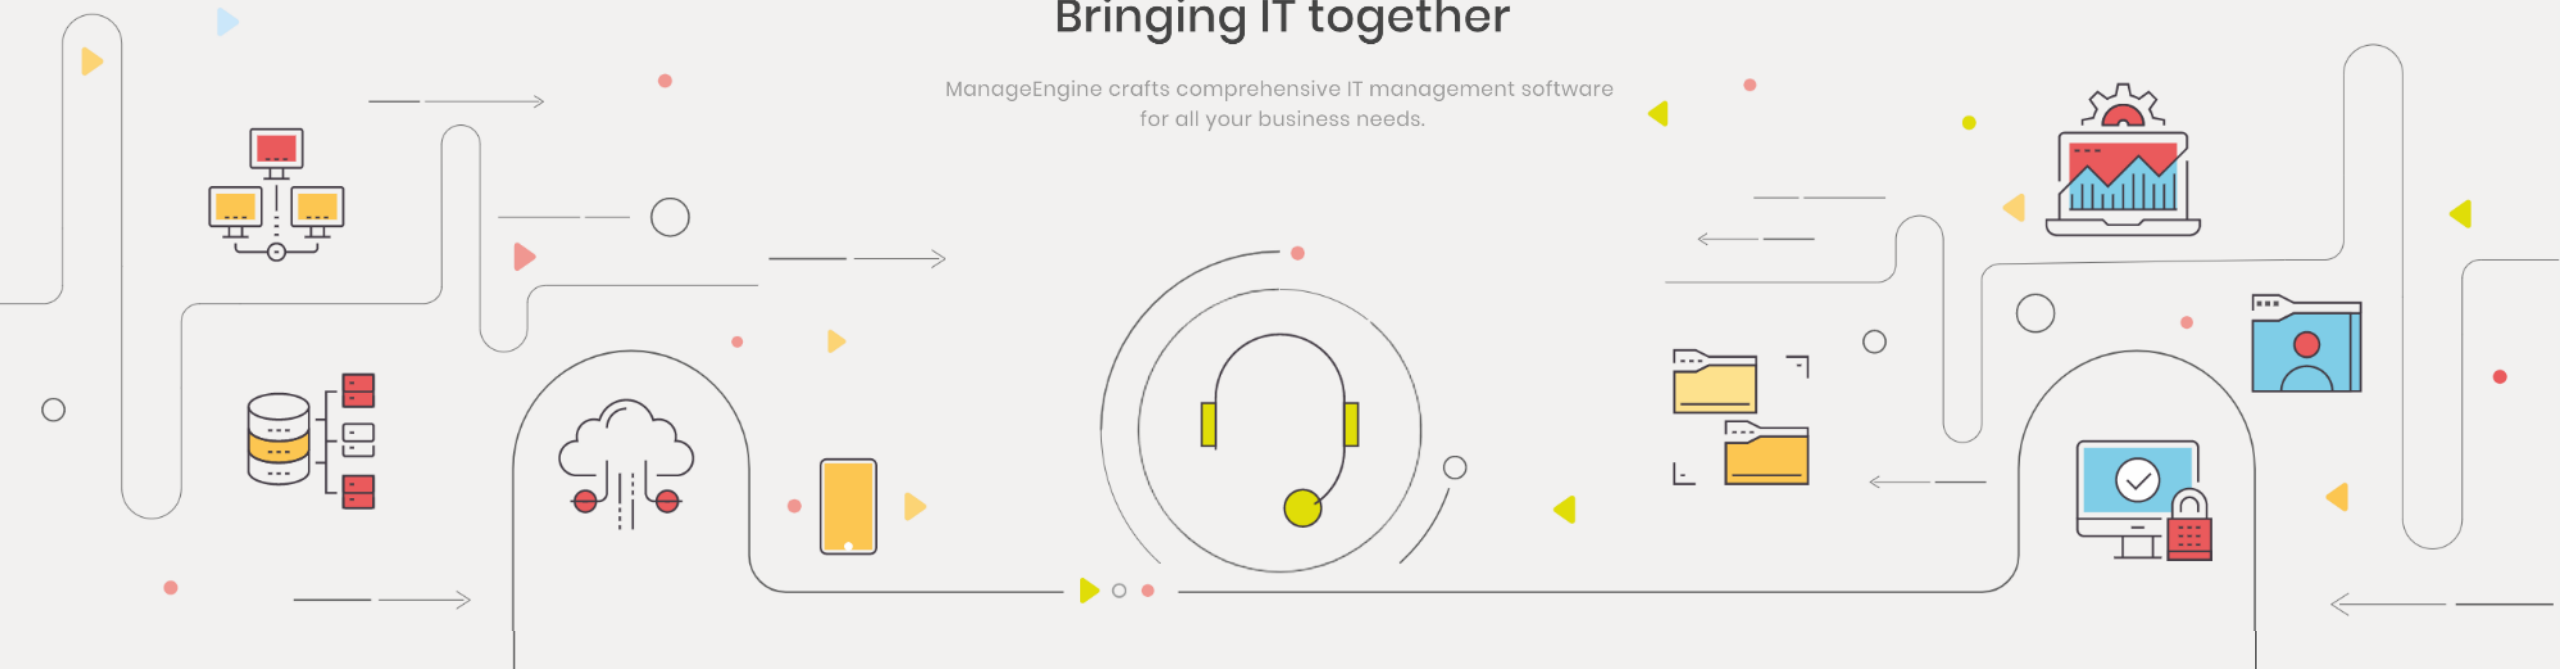 Bringing IT together
ManageEngine crafts comprehensive IT management software
for all your business needs.